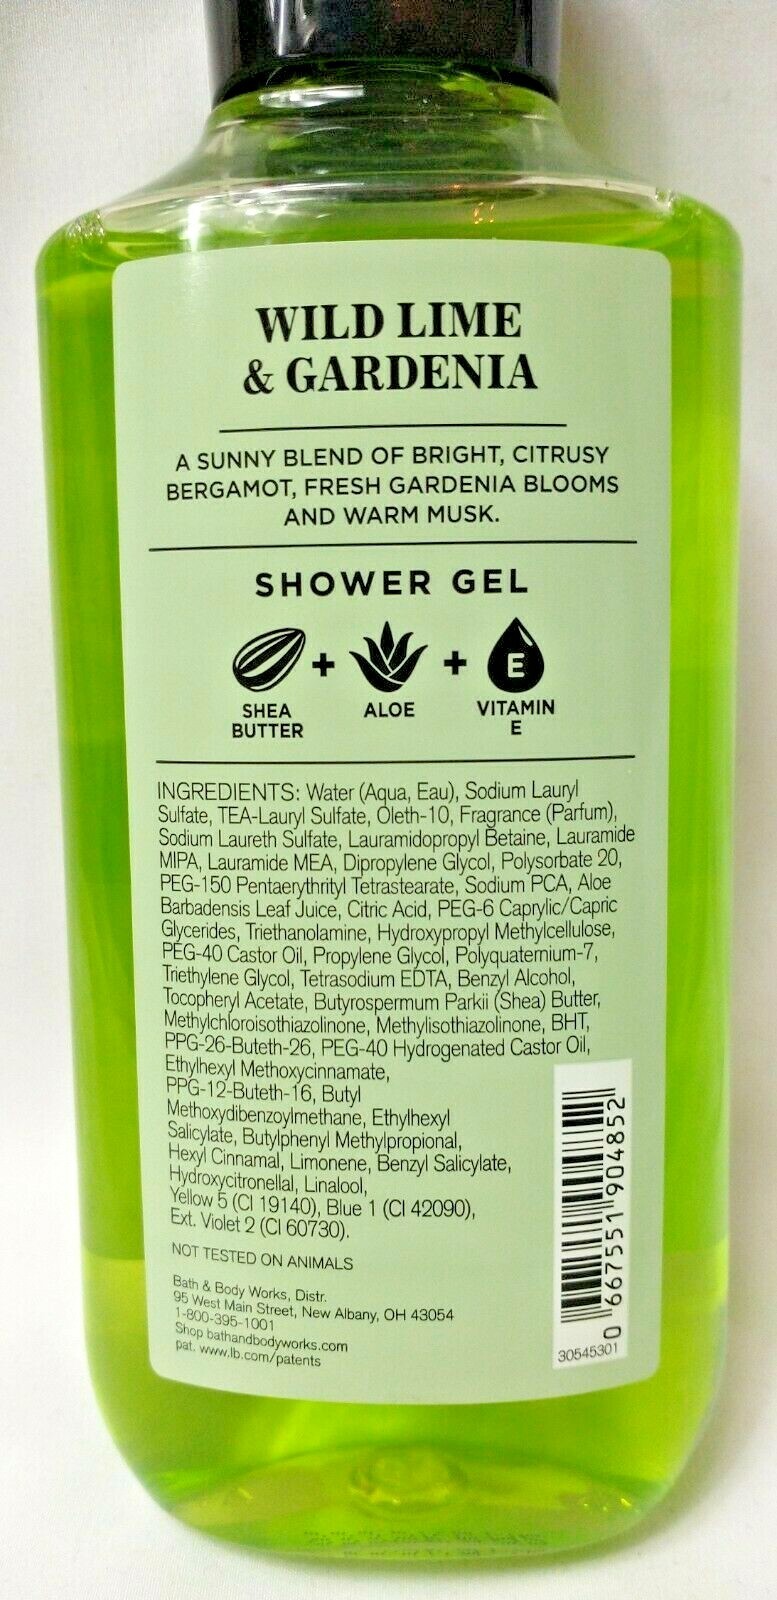 WILD LIME
& GARDENIA
A SUNNY BLEND OF BRIGHT, CITRUSY
BERGAMOT, FRESH GARDENIA BLOOMS
AND WARM MUSK.
SHOWER GEL
SHEA
BUTTER
+
ALOE
+
E
VITAMIN
E
INGREDIENTS: Water (Aqua, Eau), Sodium Lauryl
Sulfate, TEA-Lauryl Sulfate, Oleth-10, Fragrance (Parfum),
Sodium Laureth Sulfate, Lauramidopropyl Betaine, Lauramide
MIPA, Lauramide MEA, Dipropylene Glycol, Polysorbate 20,
PEG-150 Pentaerythrityl Tetrastearate, Sodium PCA, Aloe
Barbadensis Leaf Juice, Citric Acid, PEG-6 Caprylic/Capric
Glycerides, Triethanolamine, Hydroxypropyl Methylcellulose,
PEG-40 Castor Oil, Propylene Glycol, Polyquaternium-7,
Triethylene Glycol, Tetrasodium EDTA, Benzyl Alcohol,
Tocopheryl Acetate, Butyrospermum Parkii (Shea) Butter,
Methylchloroisothiazolinone, Methylisothiazolinone, BHT,
PPG-26-Buteth-26, PEG-40 Hydrogenated Castor Oil,
Ethylhexyl Methoxycinnamate,
PPG-12-Buteth-16, Butyl
Methoxydibenzoylmethane, Ethylhexyl
Salicylate, Butylphenyl Methylpropional,
Hexyl Cinnamal, Limonene, Benzyl Salicylate,
Hydroxycitronellal, Linalool,
Yellow 5 (CI 19140), Blue 1 (CI 42090),
Ext. Violet 2 (CI 60730).
NOT TESTED ON ANIMALS
Bath & Body Works, Distr.
95 West Main Street, New Albany, OH 43054
1-800-395-1001
Shop bathandbodyworks.com
pat. www.lb.com/patents
0 667551 904852
30545301